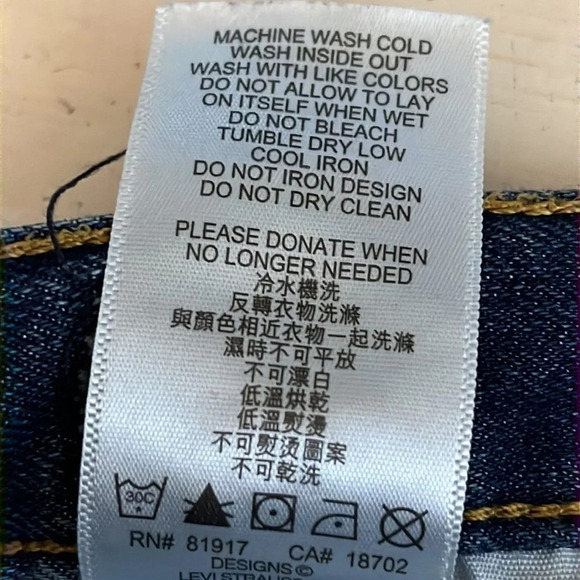 MACHINE WASH COLD
WASH INSIDE OUT
WASH WITH LIKE COLORS
DO NOT ALLOW TO LAY
ON ITSELF WHEN WET
DO NOT BLEACH
TUMBLE DRY LOW
COOL IRON
DO NOT IRON DESIGN
DO NOT DRY CLEAN
PLEASE DONATE WHEN
NO LONGER NEEDED
冷水機洗
反轉衣物洗滌
與顏色相近衣物一起洗滌
濕時不可平放
不可漂白
低溫烘乾
低溫熨燙
不可熨燙圖案
不可乾洗
30C
RN# 81917 CA# 18702
DESIGNS©
LEVI STRAUSS